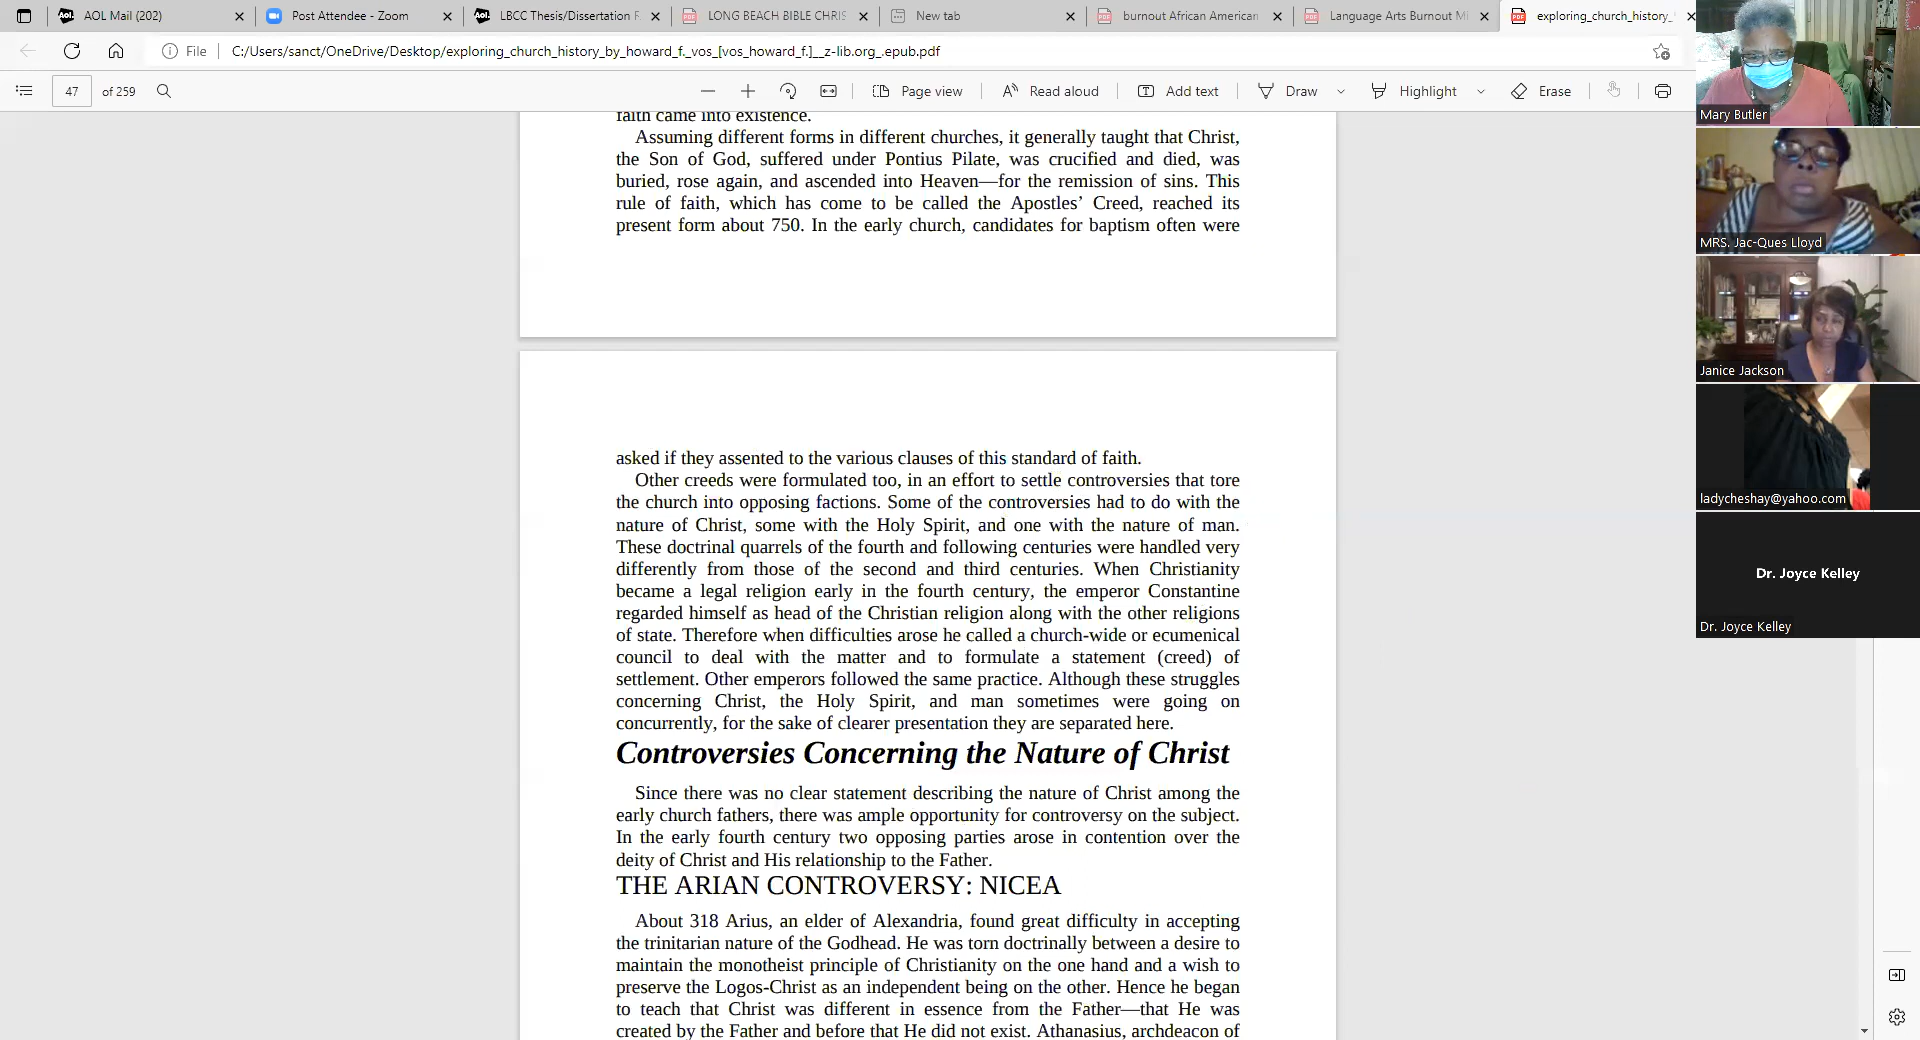 AOL Mail (202)
Post Attendee - Zoom
LBCC Thesis/Dissertation R
LONG BEACH BIBLE CHRIS
New tab
burnout African American
Language Arts Burnout MI
exploring_church_history_
File
C:/Users/sanct/OneDrive/Desktop/exploring_church_history_by_howard_f._vos_[vos_howard_f.]__z-lib.org_.epub.pdf
47 of 259
Page view
Read aloud
Add text
Draw
Highlight
Erase
faith came into existence.
Assuming different forms in different churches, it generally taught that Christ,
the Son of God, suffered under Pontius Pilate, was crucified and died, was
buried, rose again, and ascended into Heaven—for the remission of sins. This
rule of faith, which has come to be called the Apostles’ Creed, reached its
present form about 750. In the early church, candidates for baptism often were
asked if they assented to the various clauses of this standard of faith.
Other creeds were formulated too, in an effort to settle controversies that tore
the church into opposing factions. Some of the controversies had to do with the
nature of Christ, some with the Holy Spirit, and one with the nature of man.
These doctrinal quarrels of the fourth and following centuries were handled very
differently from those of the second and third centuries. When Christianity
became a legal religion early in the fourth century, the emperor Constantine
regarded himself as head of the Christian religion along with the other religions
of state. Therefore when difficulties arose he called a church-wide or ecumenical
council to deal with the matter and to formulate a statement (creed) of
settlement. Other emperors followed the same practice. Although these struggles
concerning Christ, the Holy Spirit, and man sometimes were going on
concurrently, for the sake of clearer presentation they are separated here.
Controversies Concerning the Nature of Christ
Since there was no clear statement describing the nature of Christ among the
early church fathers, there was ample opportunity for controversy on the subject.
In the early fourth century two opposing parties arose in contention over the
deity of Christ and His relationship to the Father.
THE ARIAN CONTROVERSY: NICEA
About 318 Arius, an elder of Alexandria, found great difficulty in accepting
the trinitarian nature of the Godhead. He was torn doctrinally between a desire to
maintain the monotheist principle of Christianity on the one hand and a wish to
preserve the Logos-Christ as an independent being on the other. Hence he began
to teach that Christ was different in essence from the Father—that He was
created by the Father and before that He did not exist. Athanasius, archdeacon of
Mary Butler
MRS. Jac-Ques Lloyd
Janice Jackson
ladycheshay@yahoo.com
Dr. Joyce Kelley
Dr. Joyce Kelley